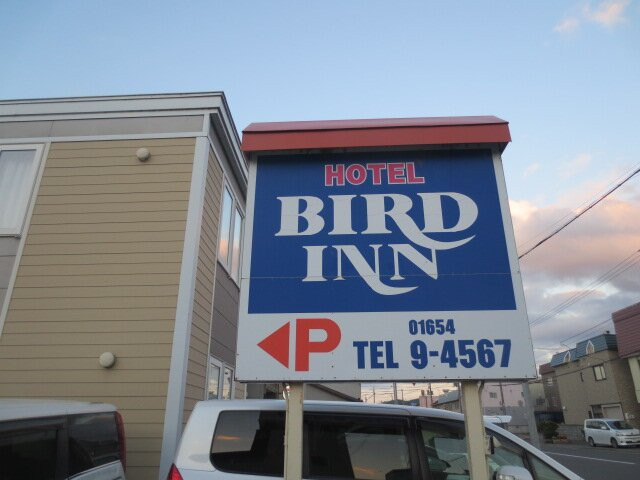 HOTEL
BIRD
INN
P
01654
TEL 9-4567